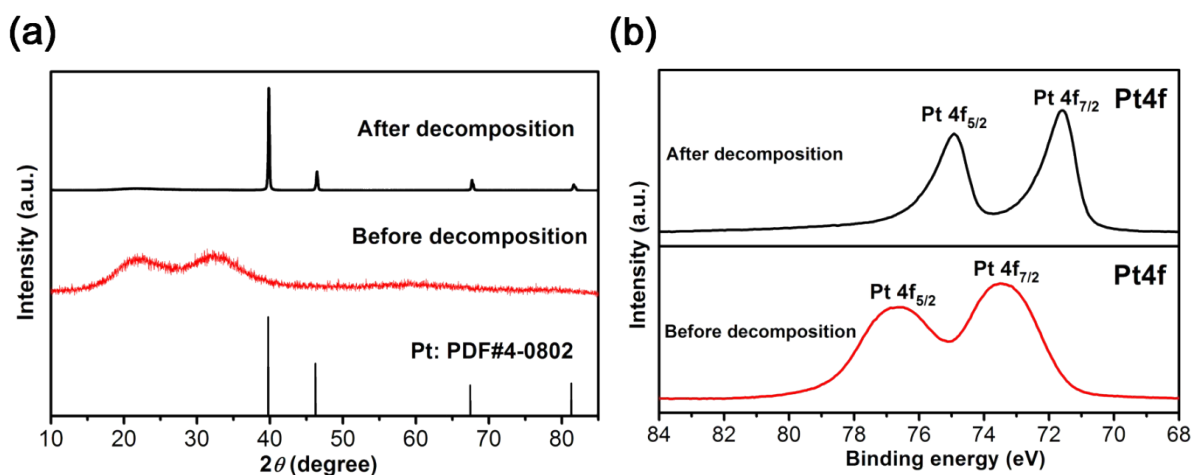 (a)
After decomposition
Before decomposition
Pt: PDF#4-0802
Intensity (a.u.)
10 20 30 40 50 60 70 80
2θ (degree)
(b)
Pt 4f5/2
Pt 4f7/2
Pt4f
After decomposition
Pt 4f5/2
Pt 4f7/2
Pt4f
Before decomposition
Intensity (a.u.)
84 82 80 78 76 74 72 70 68
Binding energy (eV)